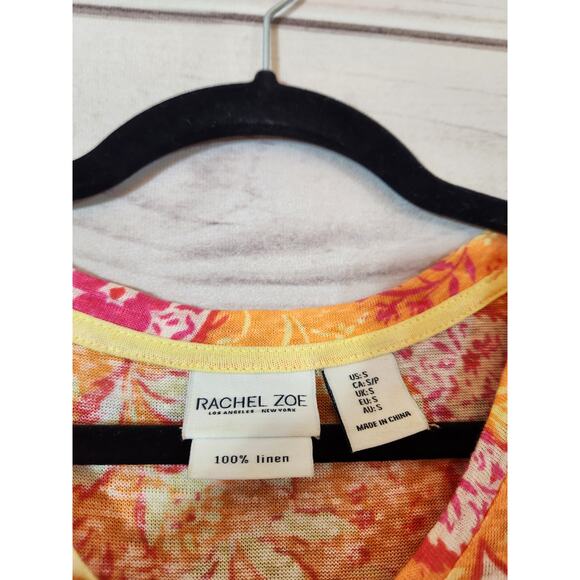 RACHEL ZOE
LOS ANGELES - NEW YORK
100% linen
US: S
CA: S/P
UK: S
EU: S
AU: S
MADE IN CHINA